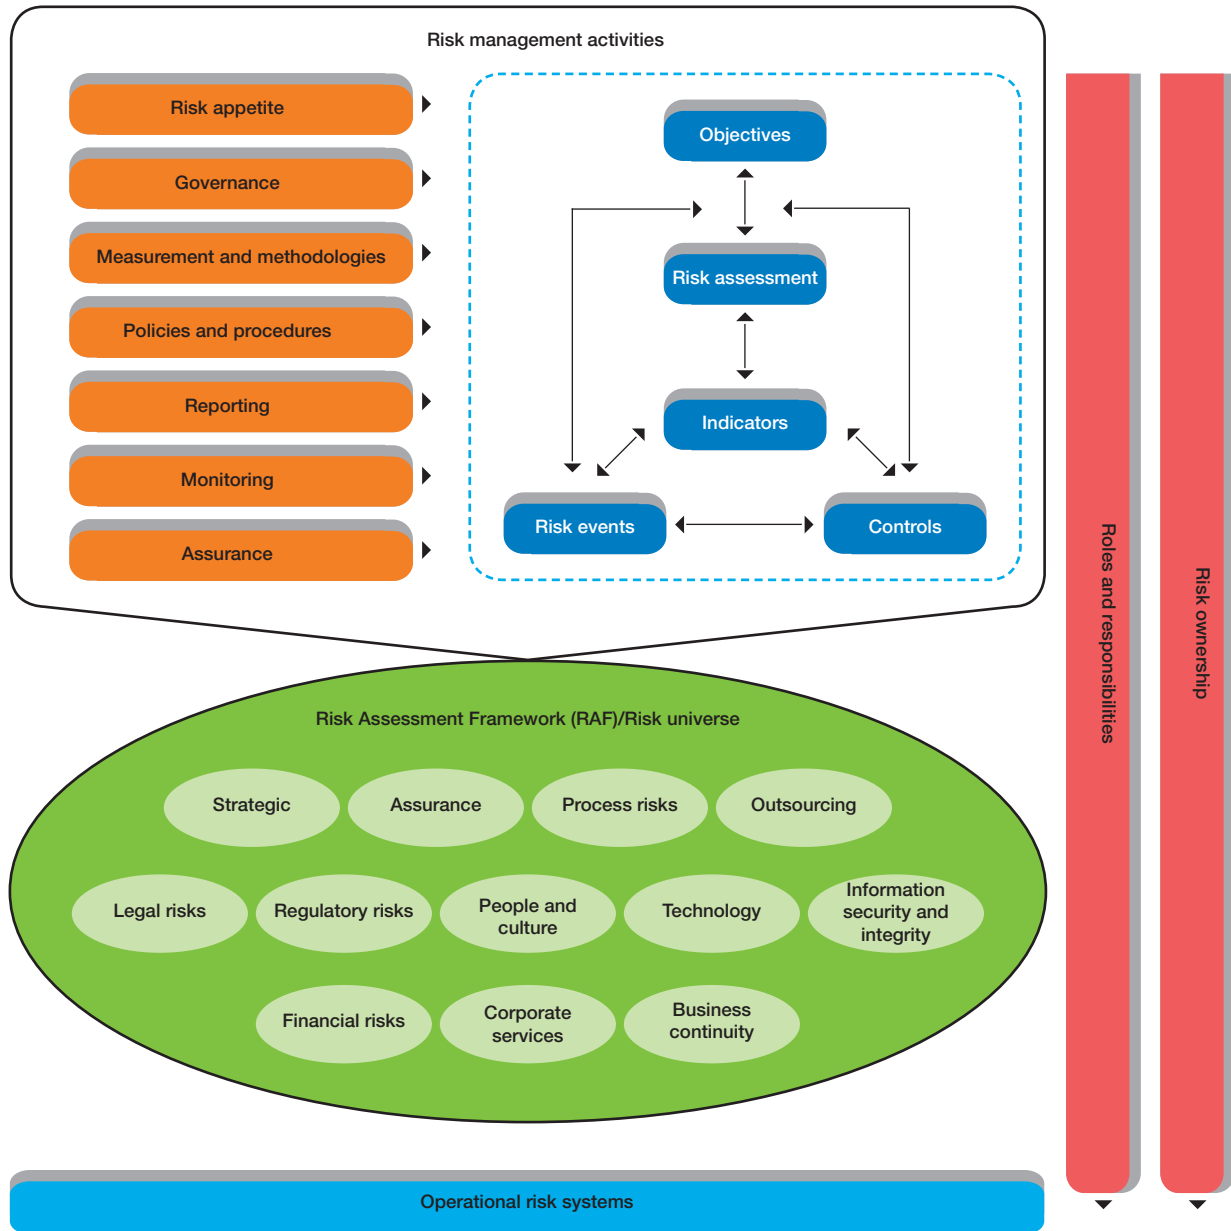 Risk management activities
Risk appetite
Governance
Measurement and methodologies
Policies and procedures
Reporting
Monitoring
Assurance
Objectives
Risk assessment
Indicators
Risk events
Controls
Roles and responsibilities
Risk ownership
Risk Assessment Framework (RAF)/Risk universe
Strategic
Assurance
Process risks
Outsourcing
Legal risks
Regulatory risks
People and
culture
Technology
Information
security and
integrity
Financial risks
Corporate
services
Business
continuity
Operational risk systems